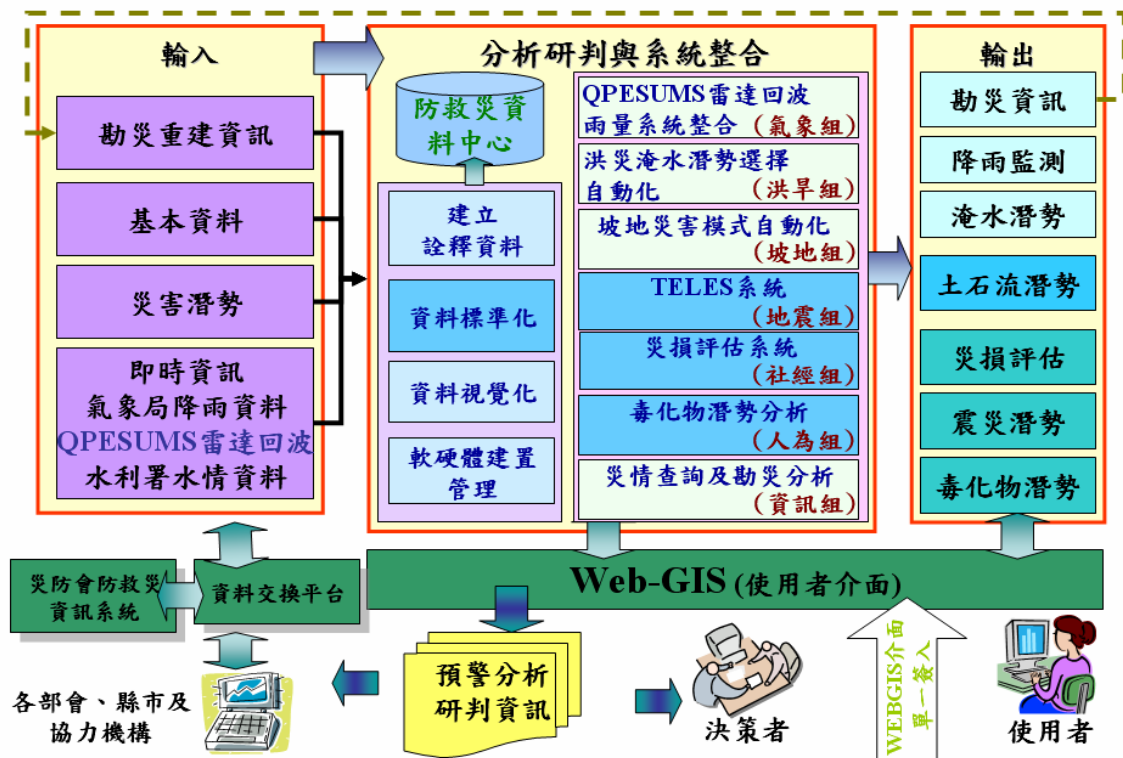 輸入
勘災重建資訊
基本資料
災害潛勢
即時資訊
氣象局降雨資料
QPESUMS雷達回波
水利署水情資料
分析研判與系統整合
防救災資
料中心
建立
詮釋資料
資料標準化
資料視覺化
軟硬體建置
管理
QPESUMS雷達回波
雨量系統整合(氣象組)
洪災淹水潛勢選擇
自動化
(洪旱組)
坡地災害模式自動化
(坡地組)
TELES系統
(地震組)
災損評估系統
(社經組)
毒化物潛勢分析
(人為組)
災情查詢及勘災分析
(資訊組)
輸出
勘災資訊
降雨監測
淹水潛勢
土石流潛勢
災損評估
震災潛勢
毒化物潛勢
災防會防救災
資訊系統
資料交換平台
Web-GIS (使用者介面)
各部會、縣市及
協力機構
預警分析
研判資訊
決策者
WEBGIS介面
單一簽入
使用者